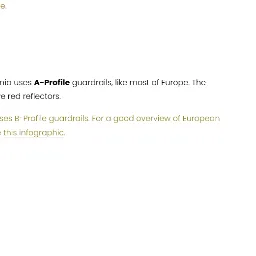 e.
nia uses A-Profile guardrails, like most of Europe. The
e red reflectors.
ses B-Profile guardrails. For a good overview of European
this infographic.